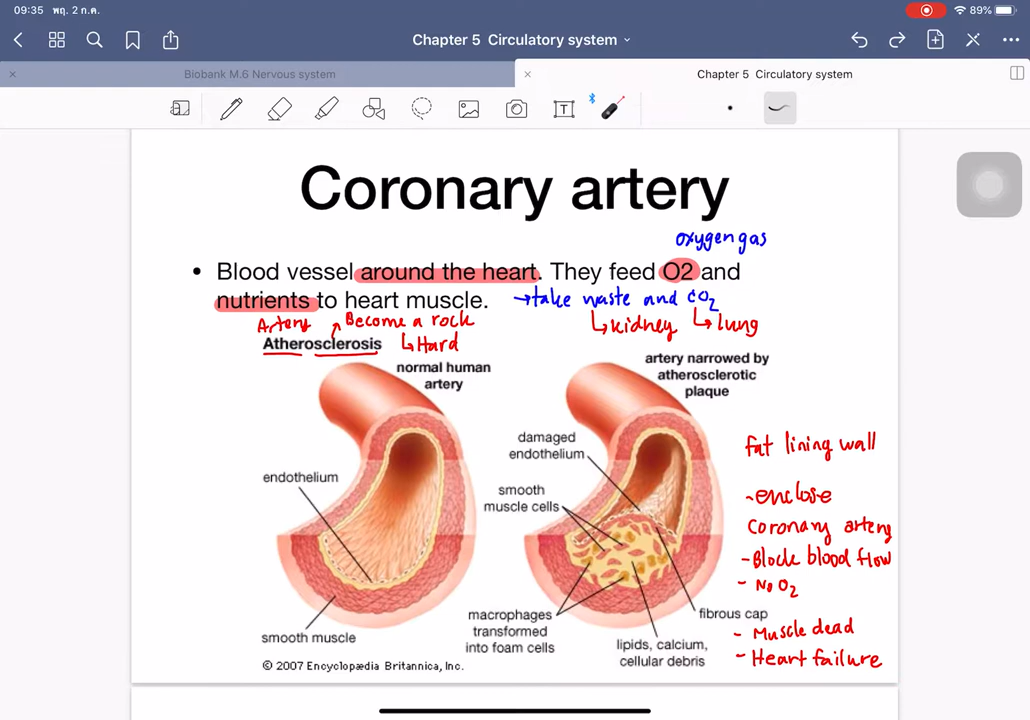 09:35 พฤ. 2 ก.ค.
89%
Chapter 5 Circulatory system
Biobank M.6 Nervous system
Chapter 5 Circulatory system
T
Coronary artery
oxygen gas
• Blood vessel around the heart. They feed O2 and
nutrients to heart muscle.
→take waste and CO2
↳kidney ↳lung
Artery Become a rock
Atherosclerosis ↳Hard
normal human
artery
endothelium
smooth muscle
artery narrowed by
atherosclerotic
plaque
damaged
endothelium
smooth
muscle cells
macrophages
transformed
into foam cells
fibrous cap
lipids, calcium,
cellular debris
fat lining wall
- enclose
Coronary artery
- Block blood flow
- No O2
- Muscle dead
- Heart failure
© 2007 Encyclopædia Britannica, Inc.